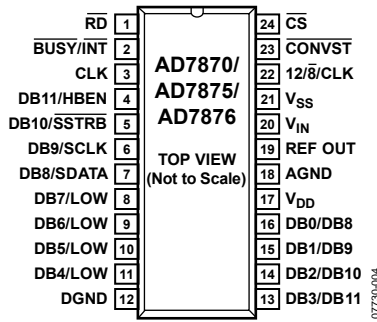 RD 1
BUSY/INT 2
CLK 3
DB11/HBEN 4
DB10/SSTRB 5
DB9/SCLK 6
DB8/SDATA 7
DB7/LOW 8
DB6/LOW 9
DB5/LOW 10
DB4/LOW 11
DGND 12
AD7870/
AD7875/
AD7876
TOP VIEW
(Not to Scale)
24 CS
23 CONVST
22 12/8/CLK
21 VSS
20 VIN
19 REF OUT
18 AGND
17 VDD
16 DB0/DB8
15 DB1/DB9
14 DB2/DB10
13 DB3/DB11
07730-004